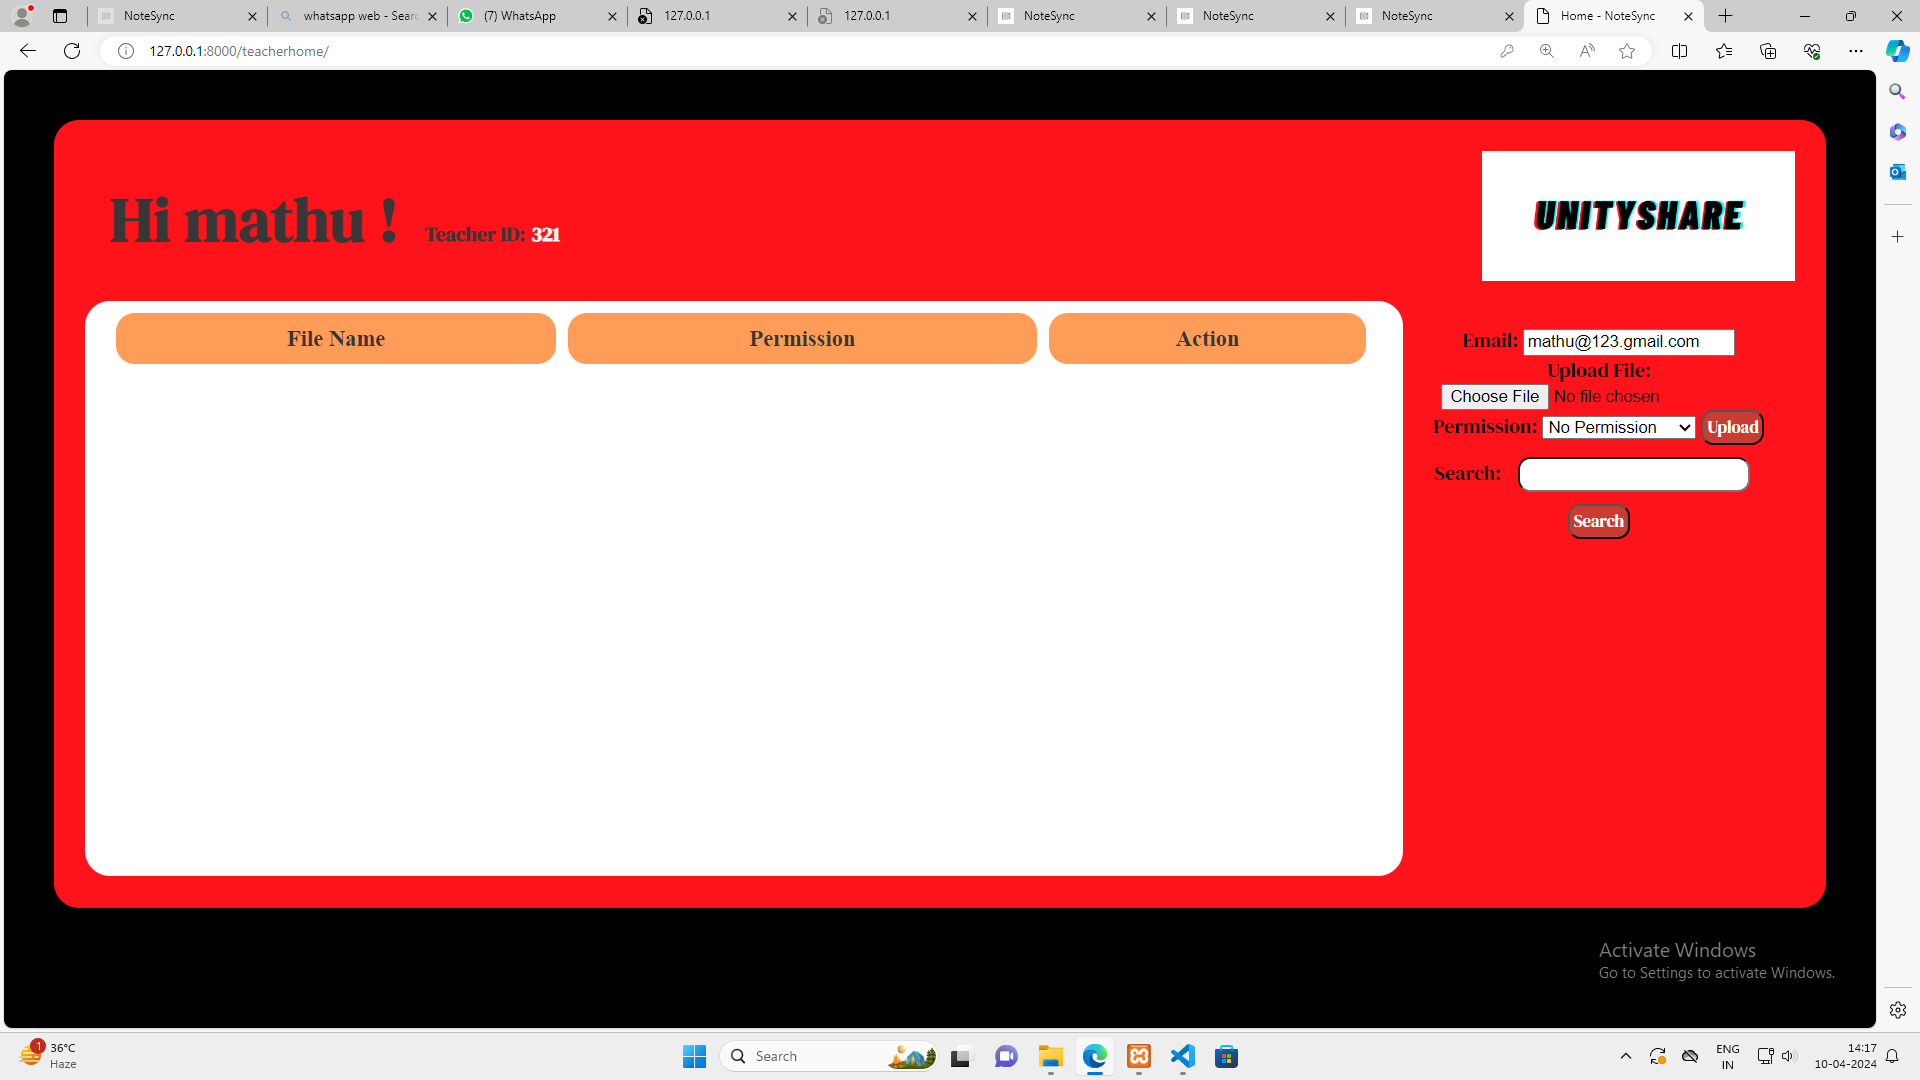 NoteSync
whatsapp web - Searc
(7) WhatsApp
127.0.0.1
127.0.0.1
NoteSync
NoteSync
NoteSync
Home - NoteSync
127.0.0.1:8000/teacherhome/
Hi mathu !
Teacher ID: 321
UNITYSHARE
File Name
Permission
Action
Email: mathu@123.gmail.com
Upload File:
Choose File No file chosen
Permission: No Permission Upload
Search:
Search
Activate Windows
Go to Settings to activate Windows.
1
36°C
Haze
Search
ENG
IN
14:17
10-04-2024